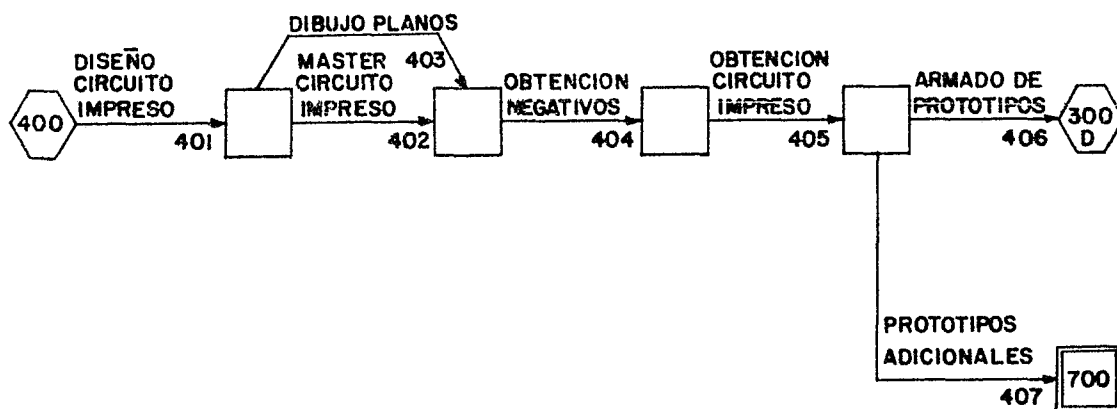 DIBUJO PLANOS
403
DISEÑO
CIRCUITO
IMPRESO
401
400
MASTER
CIRCUITO
IMPRESO
402
OBTENCION
NEGATIVOS
404
OBTENCION
CIRCUITO
IMPRESO
405
ARMADO DE
PROTOTIPOS
406
300
D
PROTOTIPOS
ADICIONALES
407
700